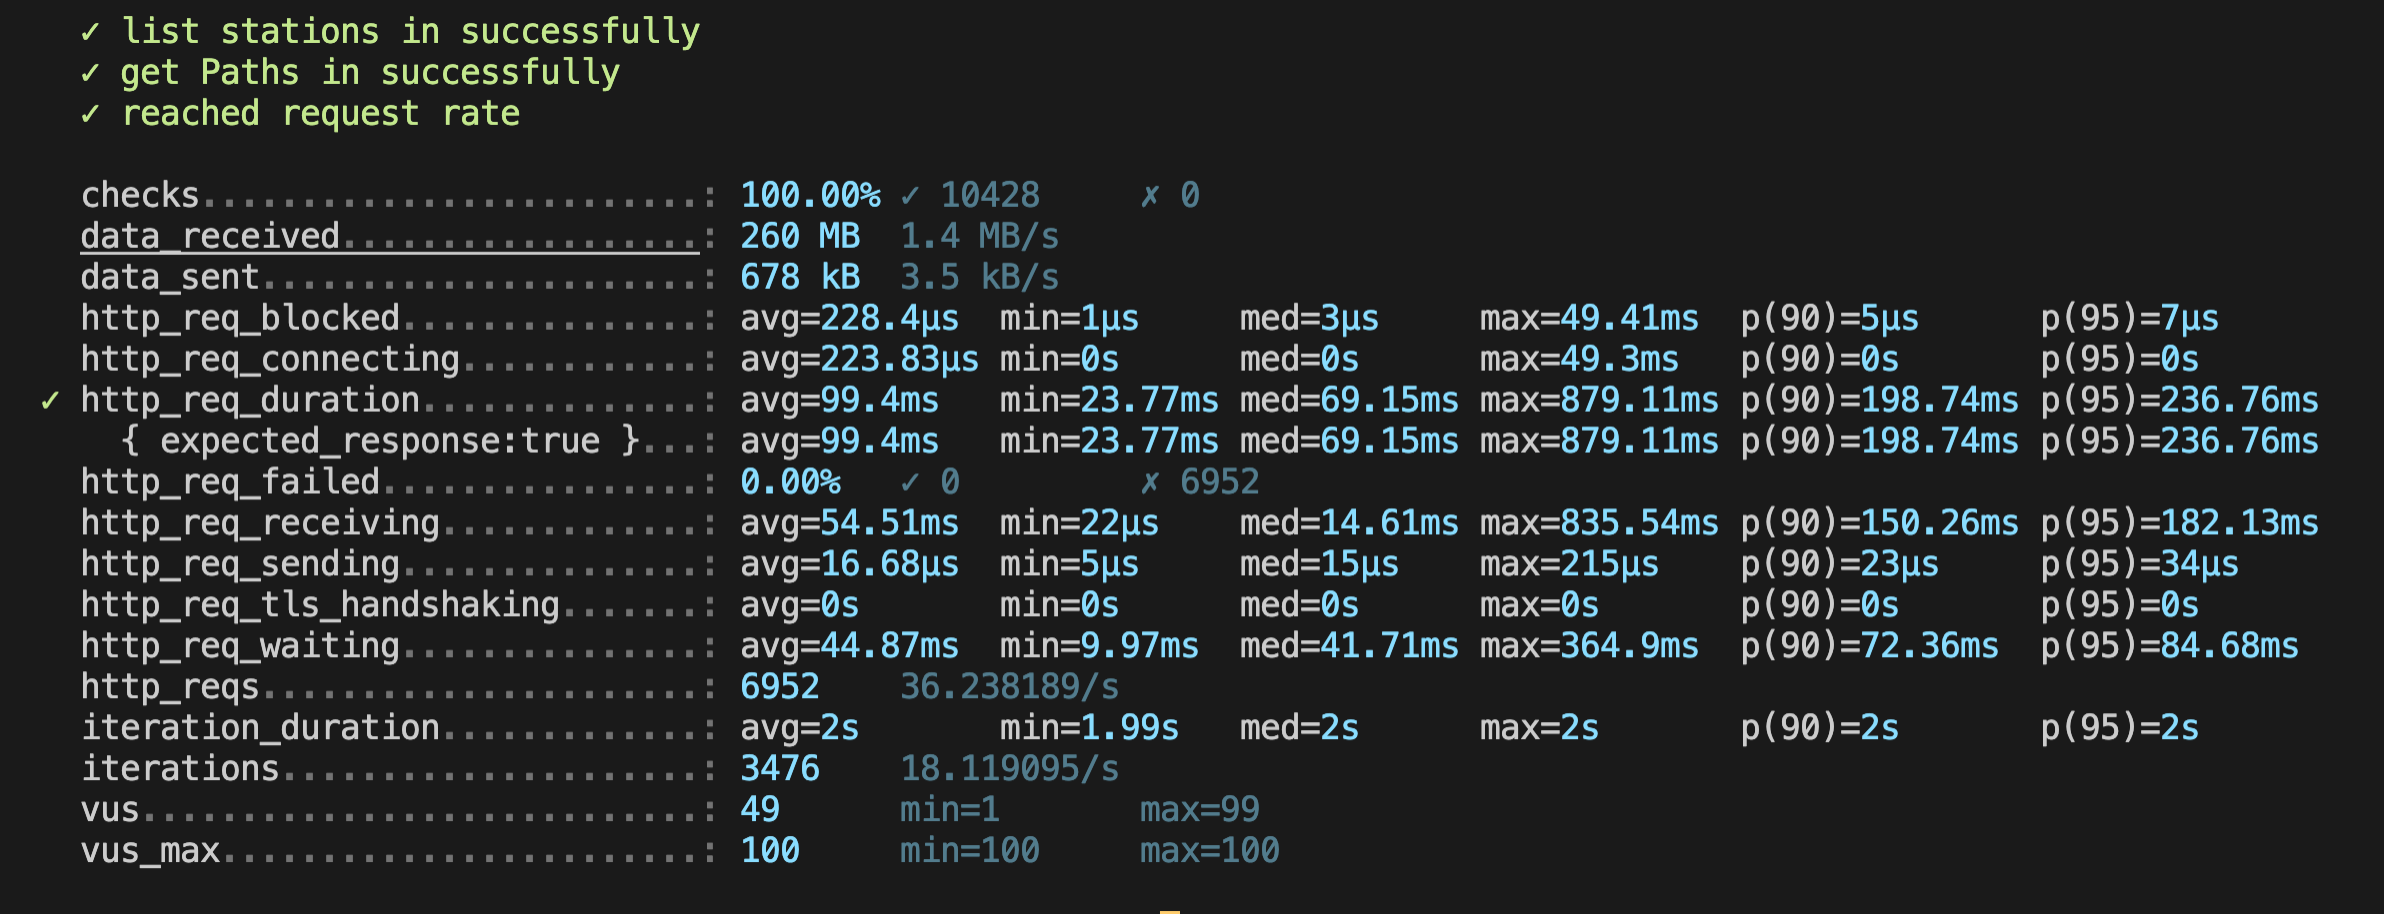 ✓ list stations in successfully
✓ get Paths in successfully
✓ reached request rate
checks.........................: 100.00% ✓ 10428     ✗ 0
data_received..................: 260 MB  1.4 MB/s
data_sent......................: 678 kB  3.5 kB/s
http_req_blocked...............: avg=228.4µs  min=1µs     med=3µs     max=49.41ms  p(90)=5µs      p(95)=7µs
http_req_connecting............: avg=223.83µs min=0s      med=0s      max=49.3ms   p(90)=0s       p(95)=0s
✓ http_req_duration..............: avg=99.4ms   min=23.77ms med=69.15ms max=879.11ms p(90)=198.74ms p(95)=236.76ms
{ expected_response:true }...: avg=99.4ms   min=23.77ms med=69.15ms max=879.11ms p(90)=198.74ms p(95)=236.76ms
http_req_failed................: 0.00%   ✓ 0         ✗ 6952
http_req_receiving.............: avg=54.51ms  min=22µs    med=14.61ms max=835.54ms p(90)=150.26ms p(95)=182.13ms
http_req_sending...............: avg=16.68µs  min=5µs     med=15µs    max=215µs    p(90)=23µs     p(95)=34µs
http_req_tls_handshaking.......: avg=0s       min=0s      med=0s      max=0s       p(90)=0s       p(95)=0s
http_req_waiting...............: avg=44.87ms  min=9.97ms  med=41.71ms max=364.9ms  p(90)=72.36ms  p(95)=84.68ms
http_reqs......................: 6952    36.238189/s
iteration_duration.............: avg=2s       min=1.99s   med=2s      max=2s       p(90)=2s       p(95)=2s
iterations.....................: 3476    18.119095/s
vus............................: 49      min=1       max=99
vus_max........................: 100     min=100     max=100